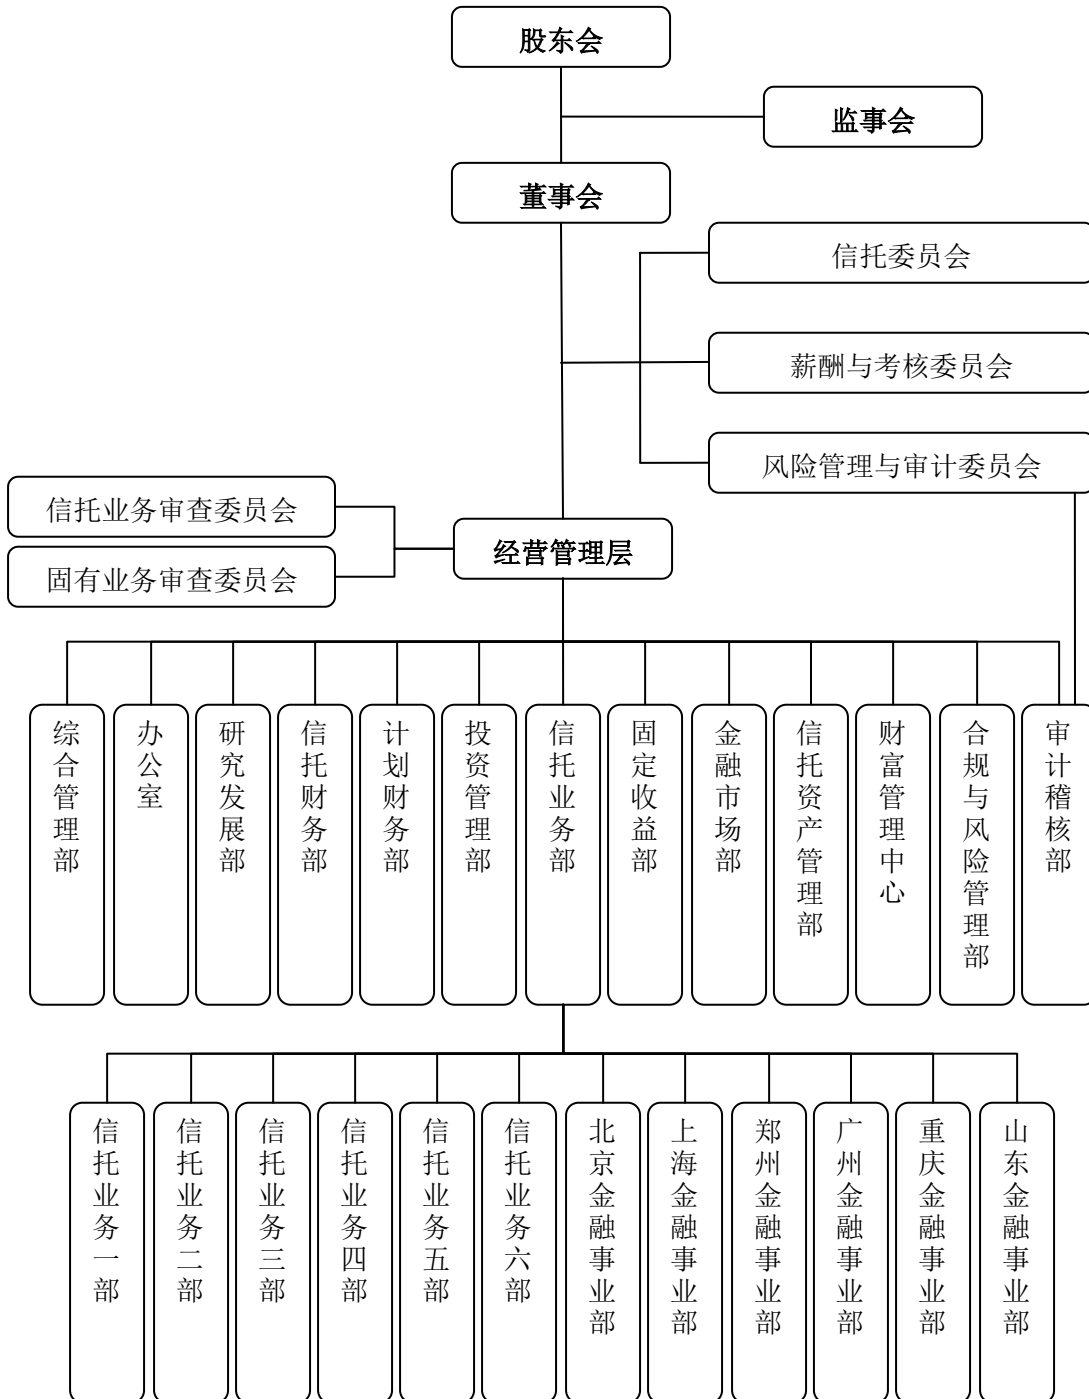 股东会
监事会
董事会
信托委员会
薪酬与考核委员会
风险管理与审计委员会
信托业务审查委员会
经营管理层
固有业务审查委员会
综合管理部
办公室
研究发展部
信托财务部
计划财务部
投资管理部
信托业务部
固定收益部
金融市场部
信托资产管理部
财富管理中心
合规与风险管理部
审计稽核部
信托业务一部
信托业务二部
信托业务三部
信托业务四部
信托业务五部
信托业务六部
北京金融事业部
上海金融事业部
郑州金融事业部
广州金融事业部
重庆金融事业部
山东金融事业部